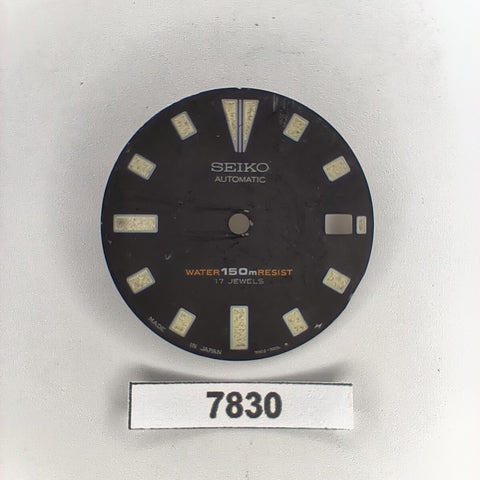 SEIKO
AUTOMATIC
WATER 150m RESIST
17 JEWELS
MADE IN JAPAN
7830